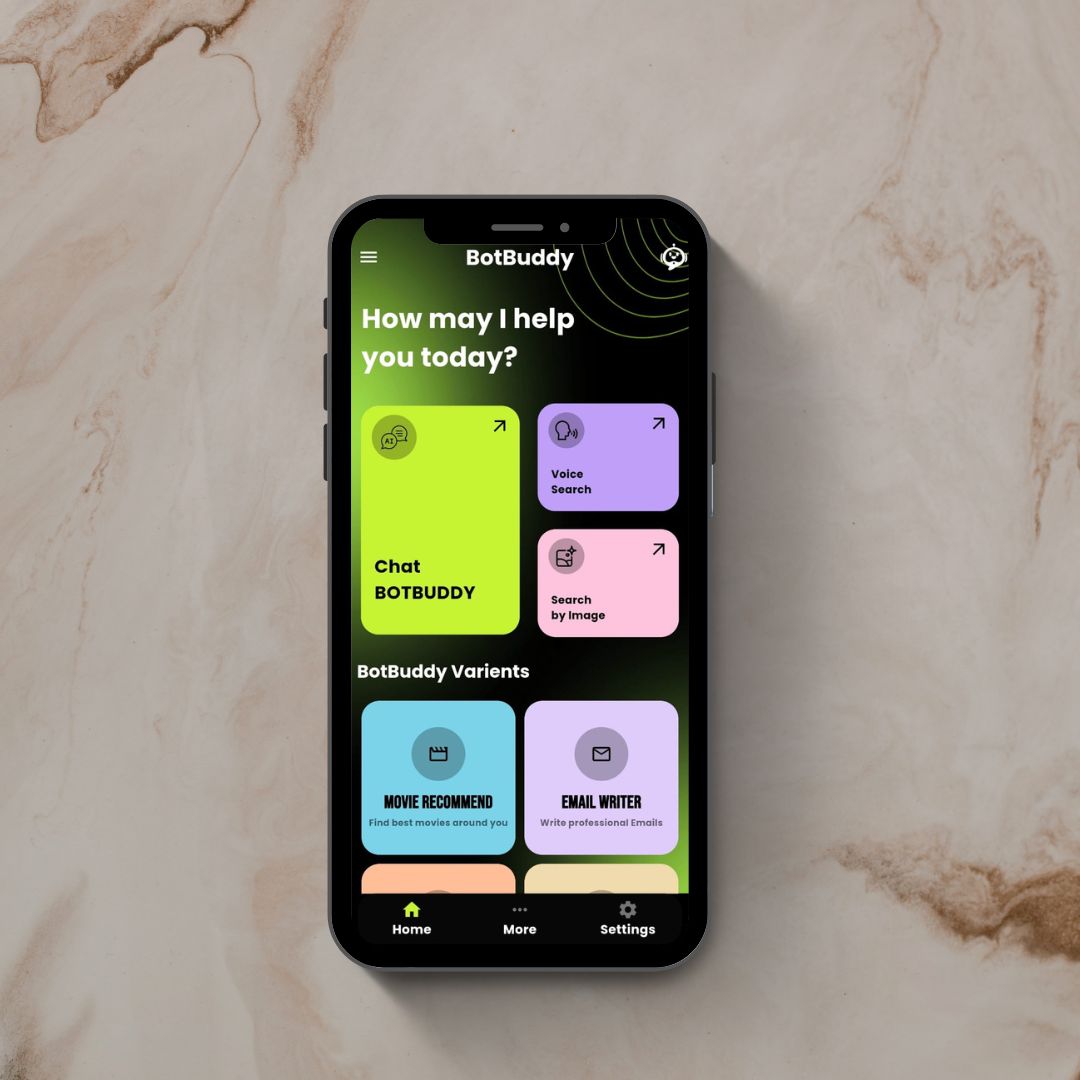 BotBuddy
How may I help
you today?
AI
Chat
BOTBUDDY
Voice
Search
Search
by Image
BotBuddy Varients
MOVIE RECOMMEND
Find best movies around you
EMAIL WRITER
Write professional Emails
Home
More
Settings